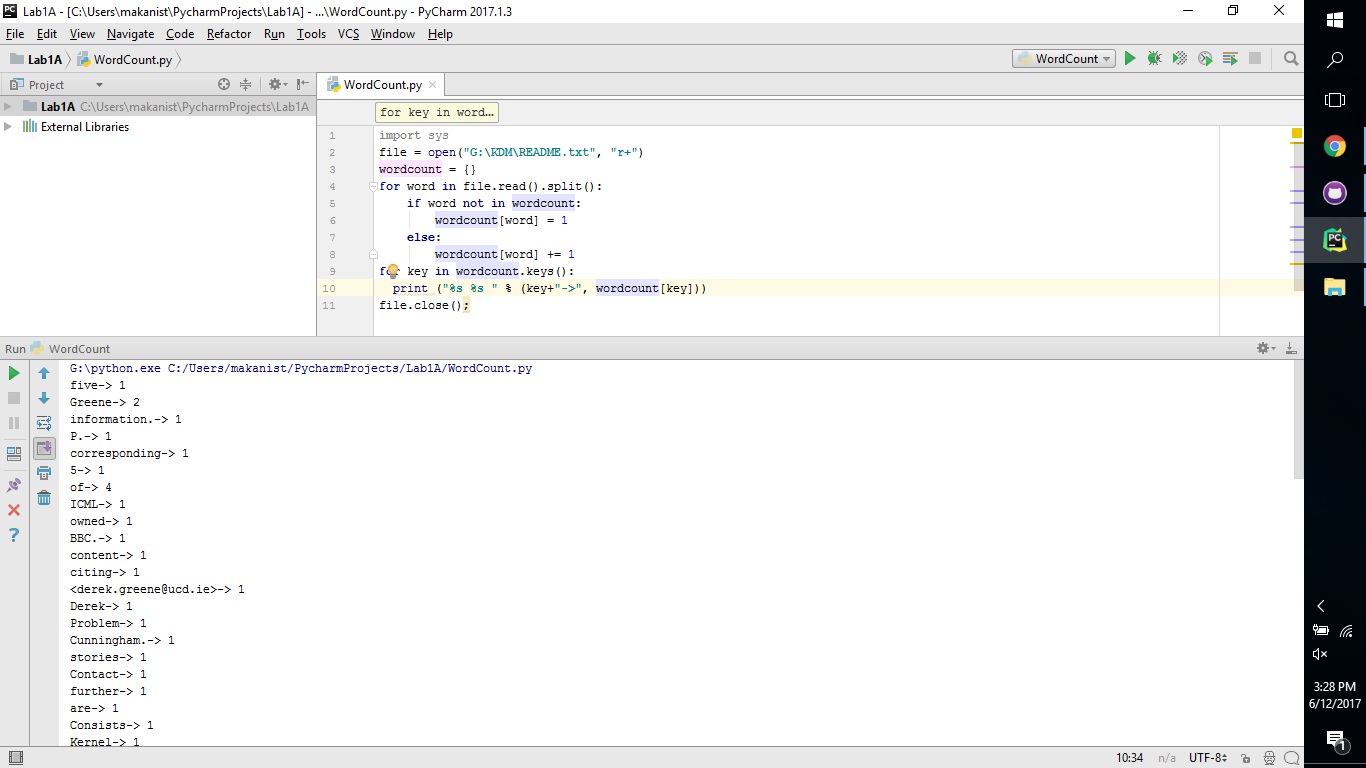 Lab1A - [C:\Users\makanist\PycharmProjects\Lab1A] - ...\WordCount.py - PyCharm 2017.1.3
File Edit View Navigate Code Refactor Run Tools VCS Window Help
Lab1A WordCount.py WordCount
Project WordCount.py
Lab1A C:\Users\makanist\PycharmProjects\Lab1A
External Libraries
for key in word...
1 import sys
2 file = open("G:\KDM\README.txt", "r+")
3 wordcount = {}
4 for word in file.read().split():
5 if word not in wordcount:
6 wordcount[word] = 1
7 else:
8 wordcount[word] += 1
9 for key in wordcount.keys():
10 print ("%s %s " % (key+"->", wordcount[key]))
11 file.close();
Run WordCount
G:\python.exe C:/Users/makanist/PycharmProjects/Lab1A/WordCount.py
five-> 1
Greene-> 2
information.-> 1
P.-> 1
corresponding-> 1
5-> 1
of-> 4
ICML-> 1
owned-> 1
BBC.-> 1
content-> 1
citing-> 1
<derek.greene@ucd.ie>-> 1
Derek-> 1
Problem-> 1
Cunningham.-> 1
stories-> 1
Contact-> 1
further-> 1
are-> 1
Consists-> 1
Kernel-> 1
10:34 n/a UTF-8
3:28 PM
6/12/2017
1